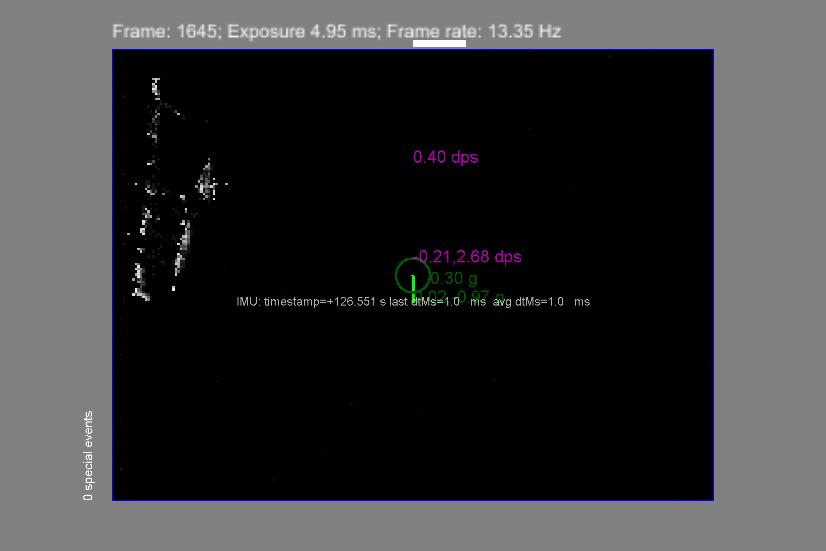 Frame: 1645; Exposure 4.95 ms; Frame rate: 13.35 Hz
0.40 dps
-0.21,2.68 dps
0.30 g
0.97 g
IMU: timestamp=+126.551 s last dtMs=1.0 ms avg dtMs=1.0 ms
0 special events